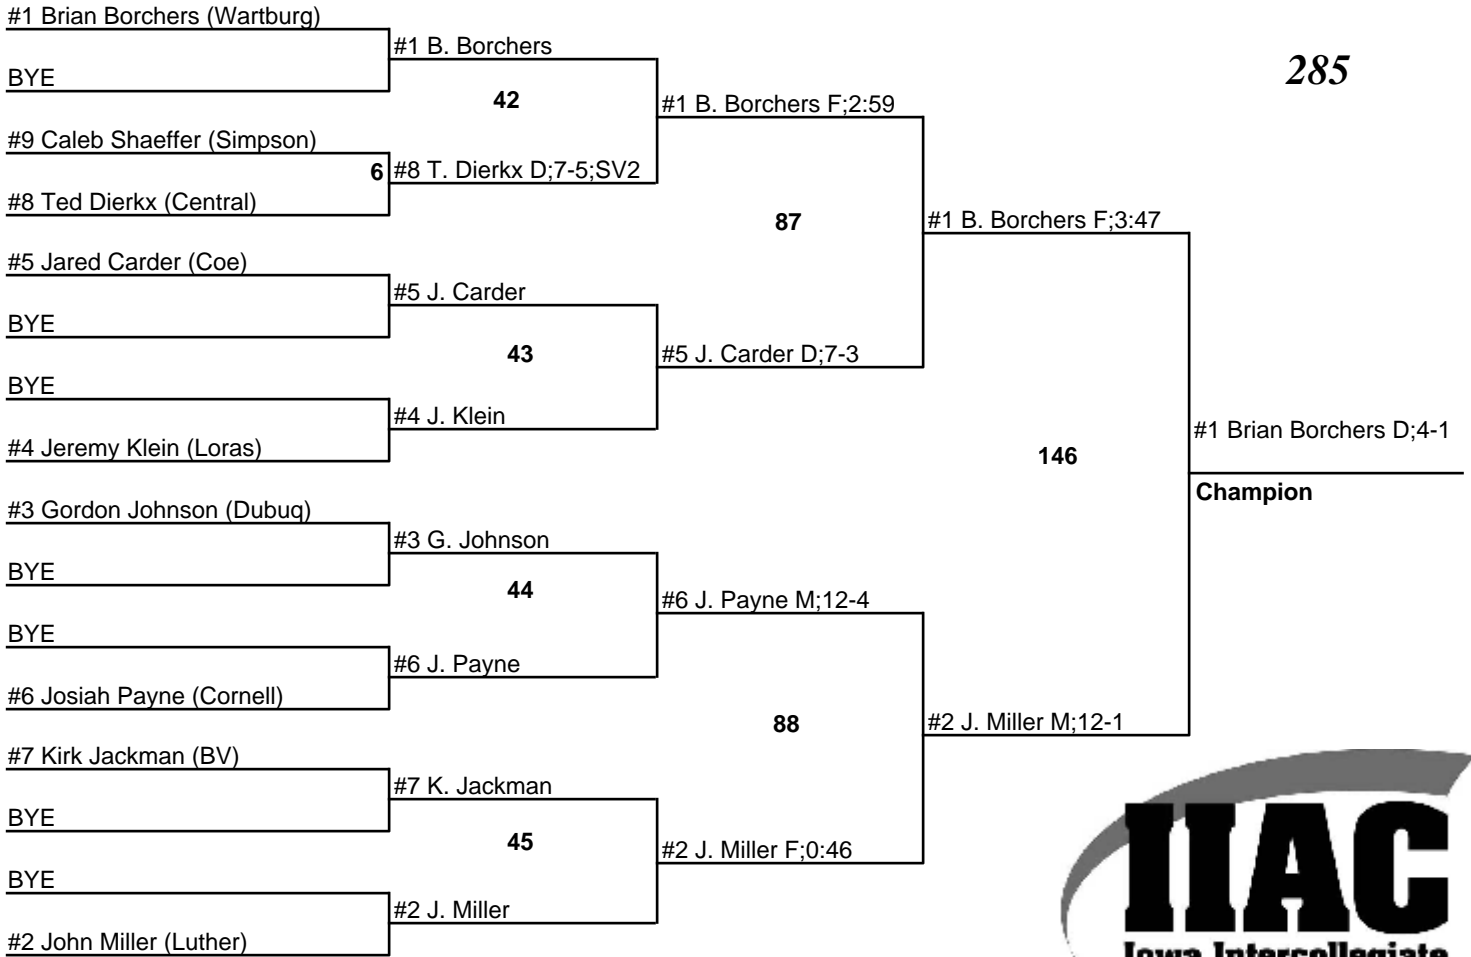 #1 Brian Borchers (Wartburg)
BYE
#9 Caleb Shaeffer (Simpson)
#8 Ted Dierkx (Central)
#5 Jared Carder (Coe)
BYE
BYE
#4 Jeremy Klein (Loras)
#3 Gordon Johnson (Dubuq)
BYE
BYE
#6 Josiah Payne (Cornell)
#7 Kirk Jackman (BV)
BYE
BYE
#2 John Miller (Luther)
#1 B. Borchers
6
#8 T. Dierkx D;7-5;SV2
#5 J. Carder
#4 J. Klein
#3 G. Johnson
#6 J. Payne
#7 K. Jackman
#2 J. Miller
42
43
44
45
#1 B. Borchers F;2:59
#5 J. Carder D;7-3
#6 J. Payne M;12-4
#2 J. Miller F;0:46
87
88
#1 B. Borchers F;3:47
#2 J. Miller M;12-1
146
285
#1 Brian Borchers D;4-1
Champion
IIAC
Iowa Intercollegiate